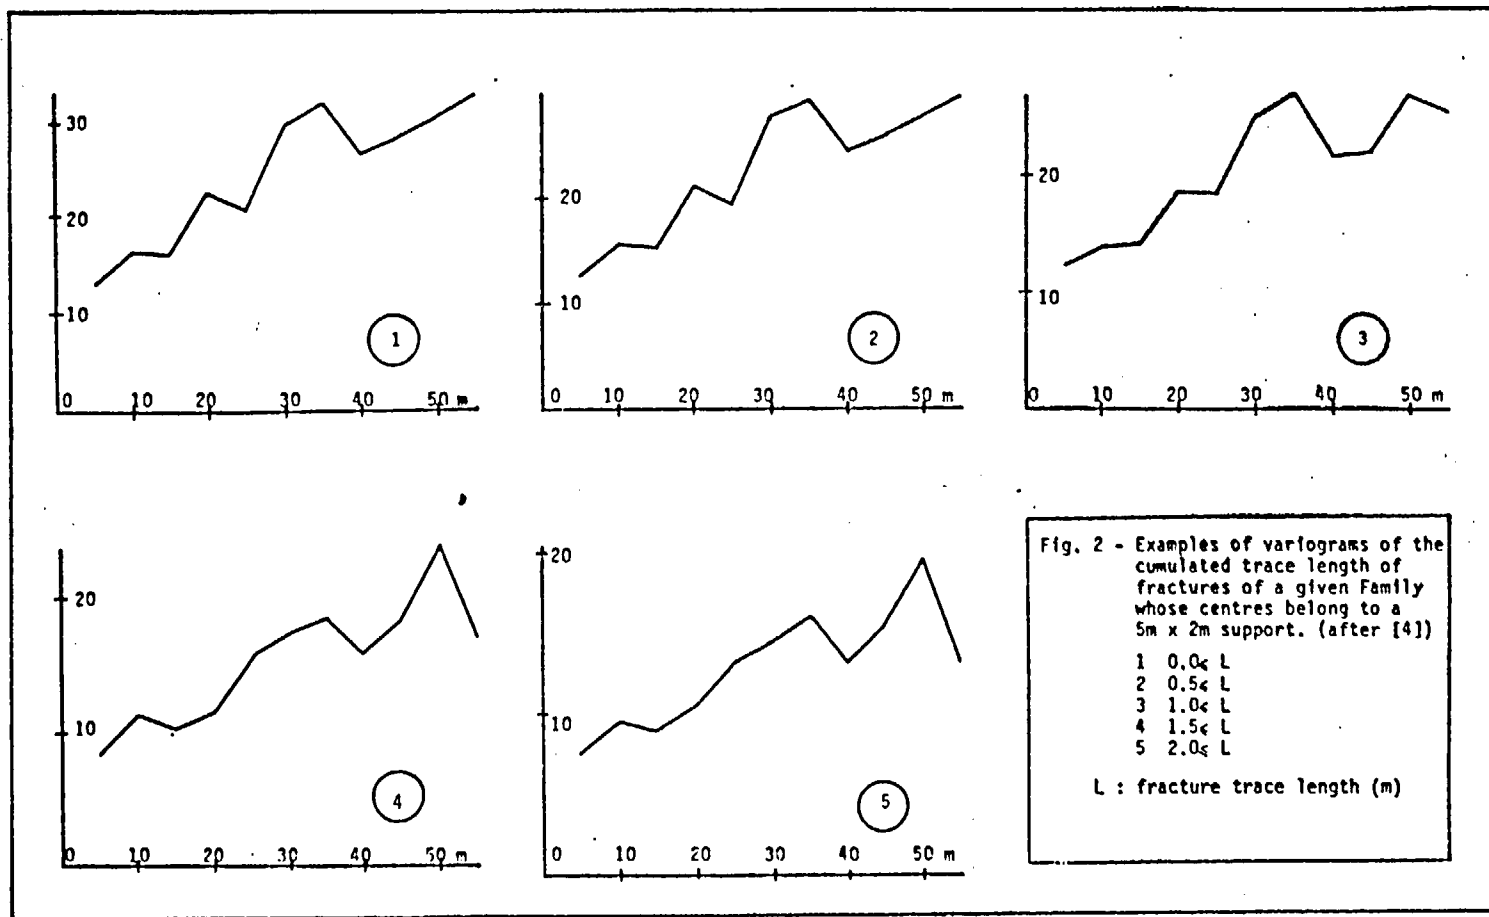 30
20
10
1
0 10 20 30 40 50 m
20
10
2
0 10 20 30 40 50 m
20
10
3
0 10 20 30 40 50 m
20
10
4
0 10 20 30 40 50 m
20
10
5
0 10 20 30 40 50 m
Fig. 2 - Examples of variograms of the
cumulated trace length of
fractures of a given Family
whose centres belong to a
5m x 2m support. (after [4])
1 0.0⩽ L
2 0.5⩽ L
3 1.0⩽ L
4 1.5⩽ L
5 2.0⩽ L
L : fracture trace length (m)